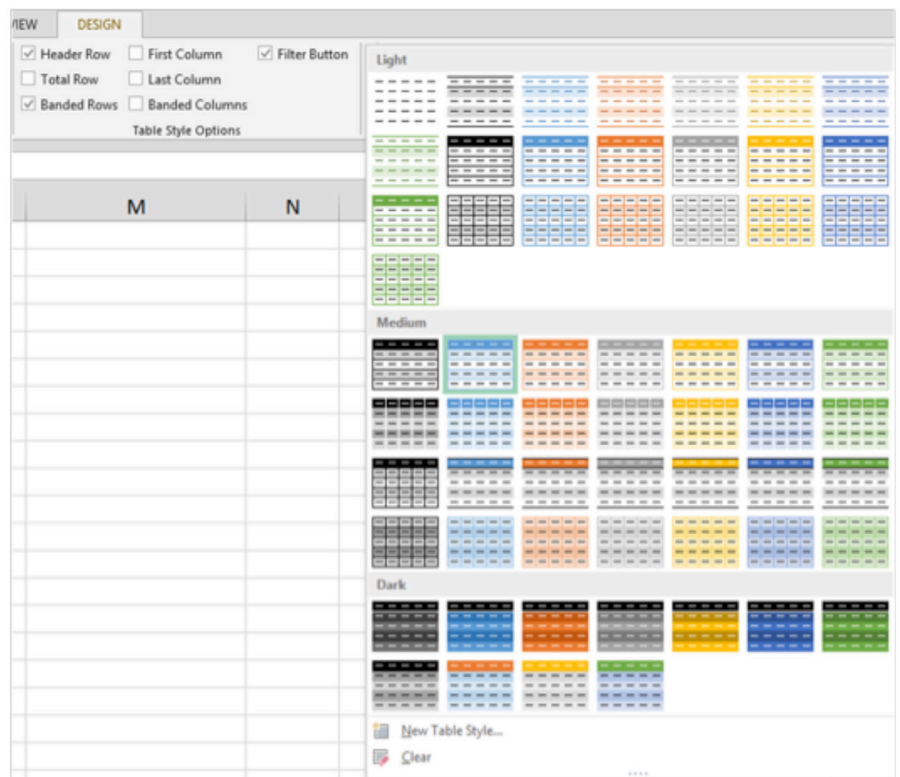 IEW DESIGN
Header Row First Column Filter Button
Total Row Last Column
Banded Rows Banded Columns
Table Style Options
M N
Light
Medium
Dark
New Table Style...
Clear